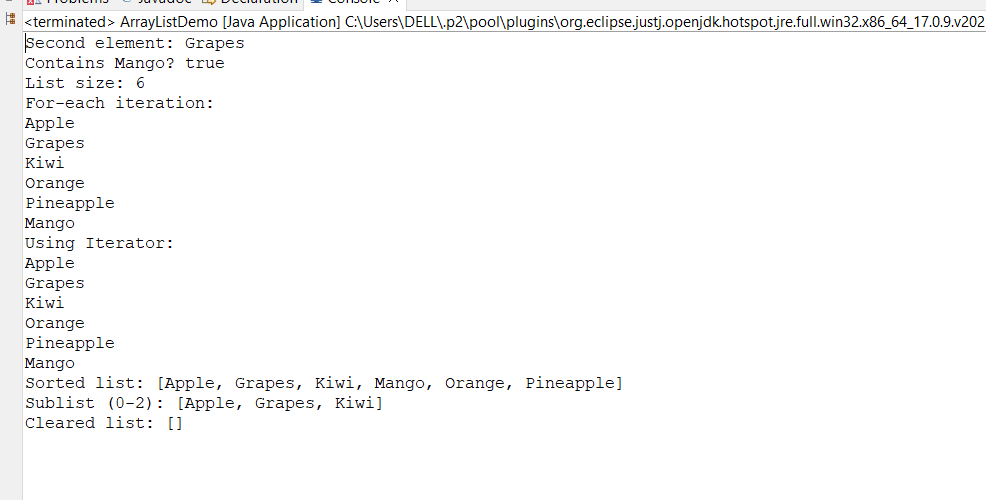 Problems Javadoc Declaration Console
<terminated> ArrayListDemo [Java Application] C:\Users\DELL\.p2\pool\plugins\org.eclipse.justj.openjdk.hotspot.jre.full.win32.x86_64_17.0.9.v202
Second element: Grapes
Contains Mango? true
List size: 6
For-each iteration:
Apple
Grapes
Kiwi
Orange
Pineapple
Mango
Using Iterator:
Apple
Grapes
Kiwi
Orange
Pineapple
Mango
Sorted list: [Apple, Grapes, Kiwi, Mango, Orange, Pineapple]
Sublist (0-2): [Apple, Grapes, Kiwi]
Cleared list: []